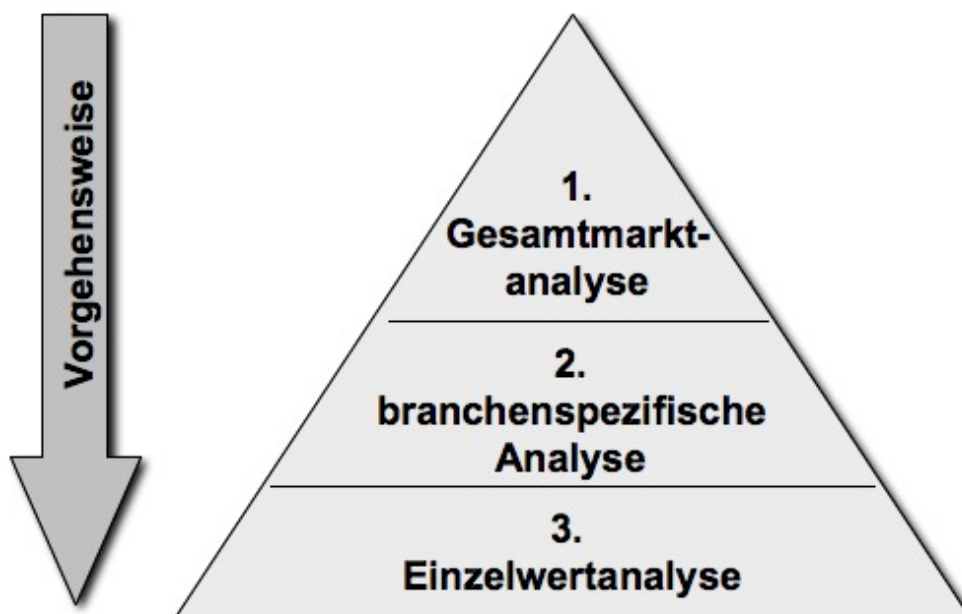 Vorgehensweise
1.
Gesamtmarkt-
analyse
2.
branchenspezifische
Analyse
3.
Einzelwertanalyse